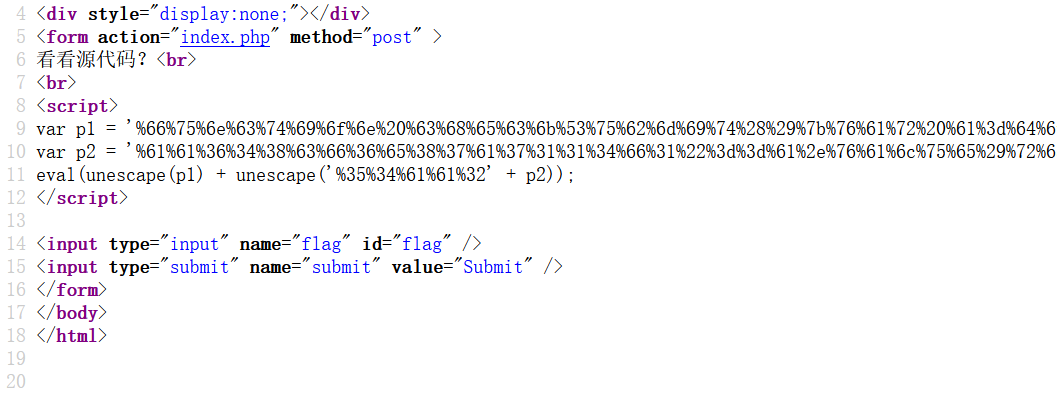 4 <div style="display:none;"></div>
5 <form action="index.php" method="post" >
6 看看源代码？<br>
7 <br>
8 <script>
9 var p1 = '%66%75%6e%63%74%69%6f%6e%20%63%68%65%63%6b%53%75%62%6d%69%74%28%29%7b%76%61%72%20%61%3d%64%6
10 var p2 = '%61%61%36%34%38%63%66%36%65%38%37%61%37%31%31%34%66%31%22%3d%3d%61%2e%76%61%6c%75%65%29%72%6
11 eval(unescape(p1) + unescape('%35%34%61%61%32' + p2));
12 </script>
13
14 <input type="input" name="flag" id="flag" />
15 <input type="submit" name="submit" value="Submit" />
16 </form>
17 </body>
18 </html>
19
20